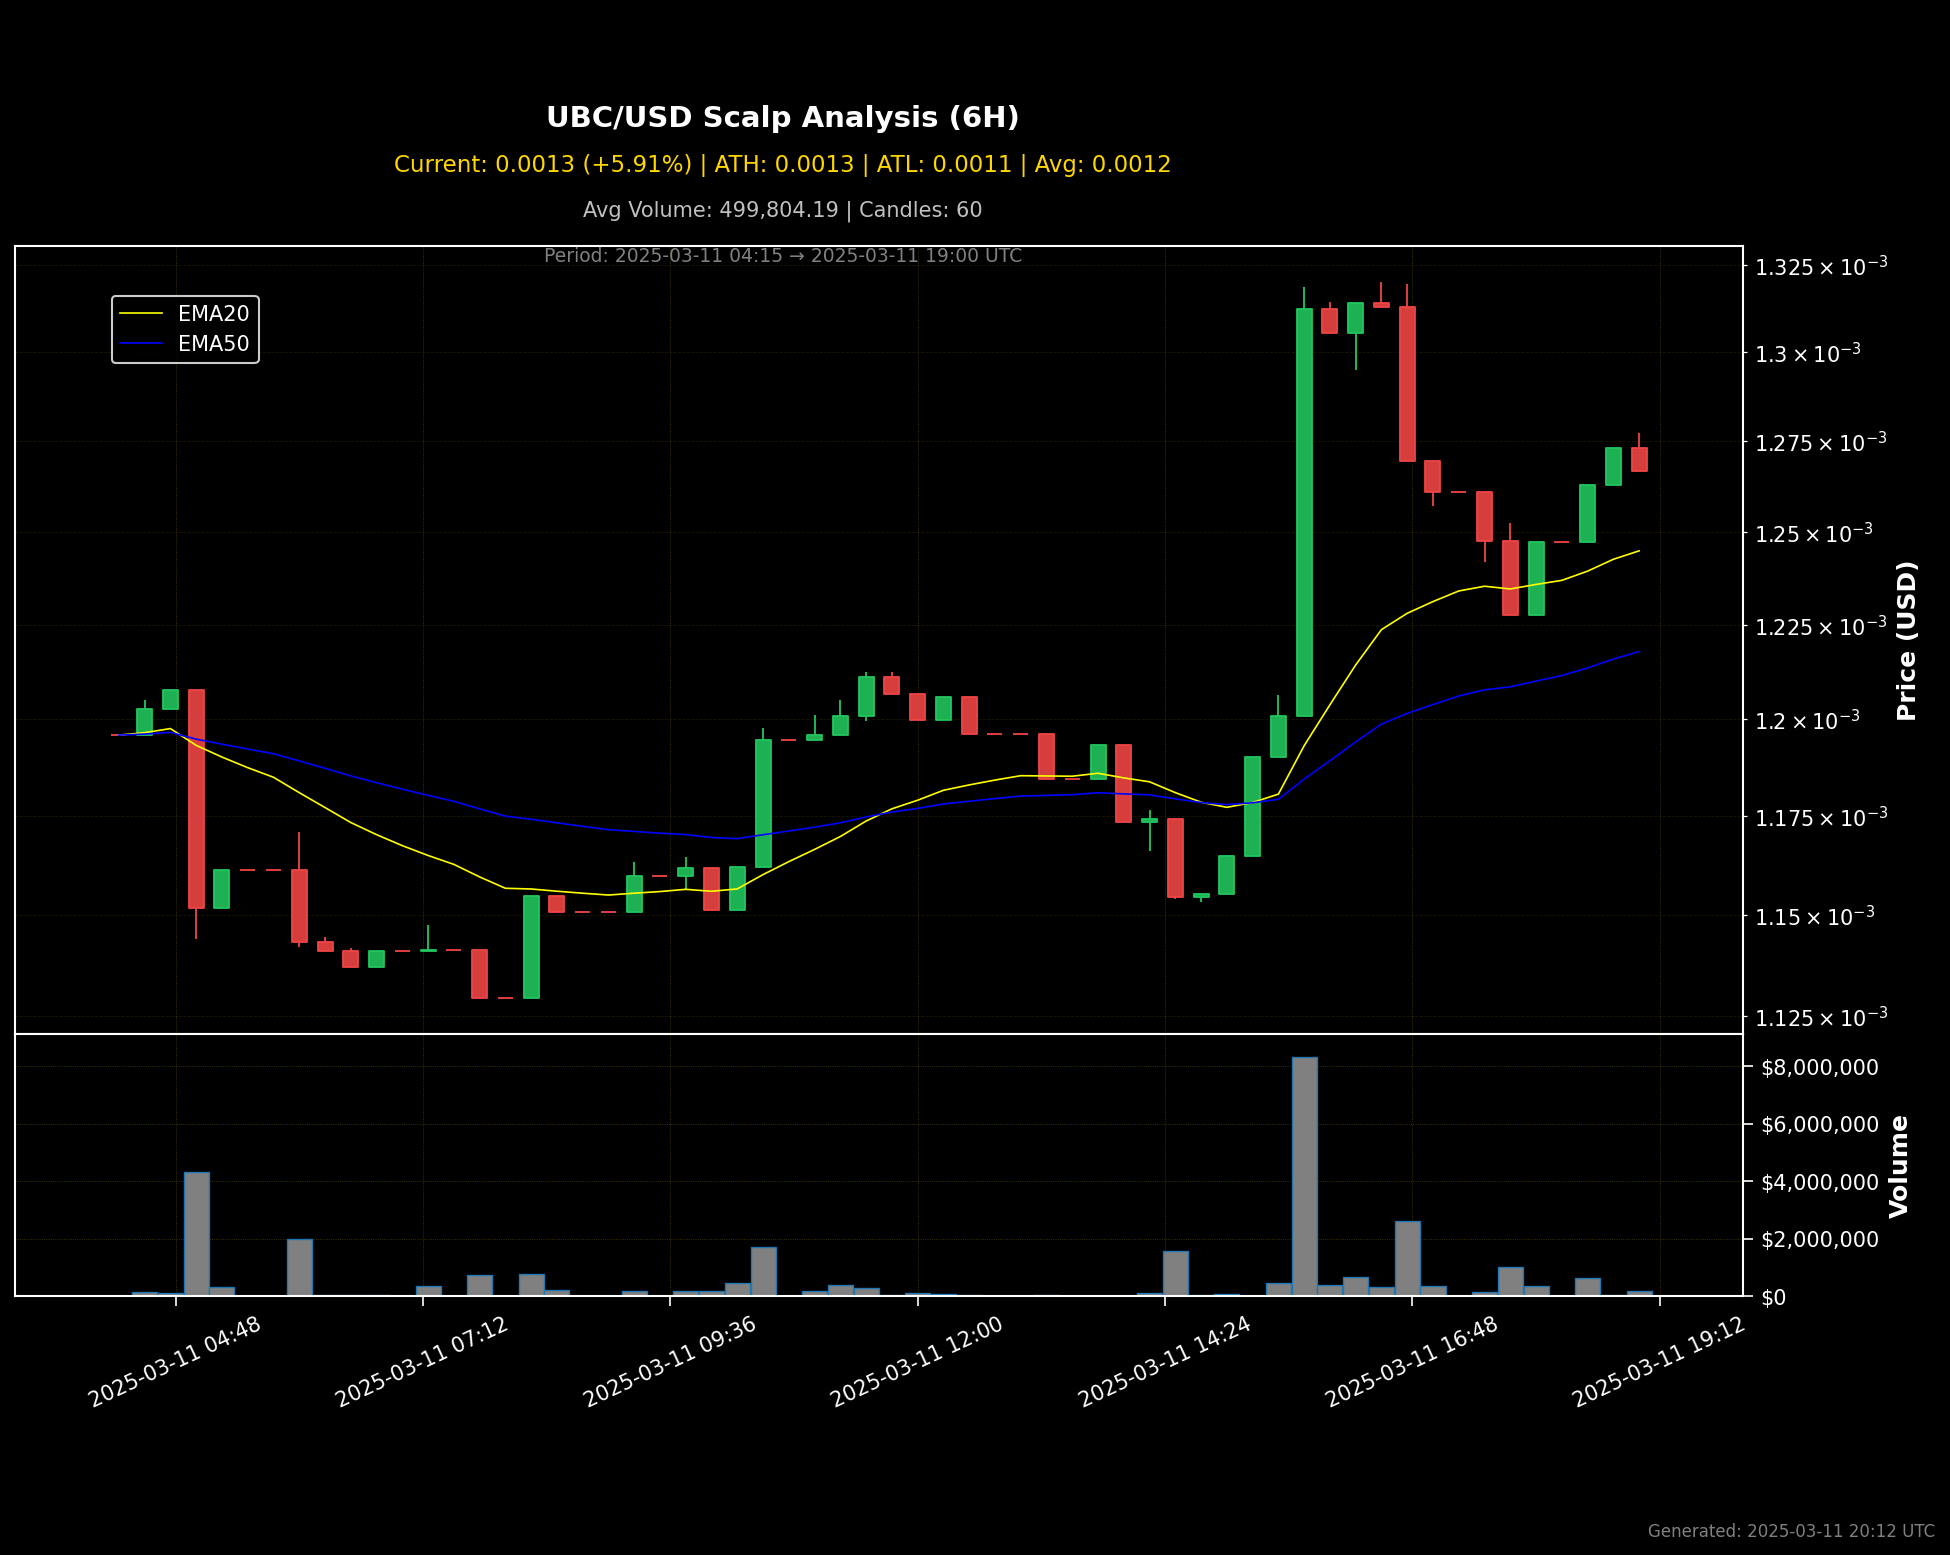 UBC/USD Scalp Analysis (6H)
Current: 0.0013 (+5.91%) | ATH: 0.0013 | ATL: 0.0011 | Avg: 0.0012
Avg Volume: 499,804.19 | Candles: 60
Period: 2025-03-11 04:15 → 2025-03-11 19:00 UTC
EMA20
EMA50
1.325 × 10⁻³
1.3 × 10⁻³
1.275 × 10⁻³
1.25 × 10⁻³
1.225 × 10⁻³
1.2 × 10⁻³
1.175 × 10⁻³
1.15 × 10⁻³
1.125 × 10⁻³
Price (USD)
$8,000,000
$6,000,000
$4,000,000
$2,000,000
$0
Volume
2025-03-11 04:48
2025-03-11 07:12
2025-03-11 09:36
2025-03-11 12:00
2025-03-11 14:24
2025-03-11 16:48
2025-03-11 19:12
Generated: 2025-03-11 20:12 UTC